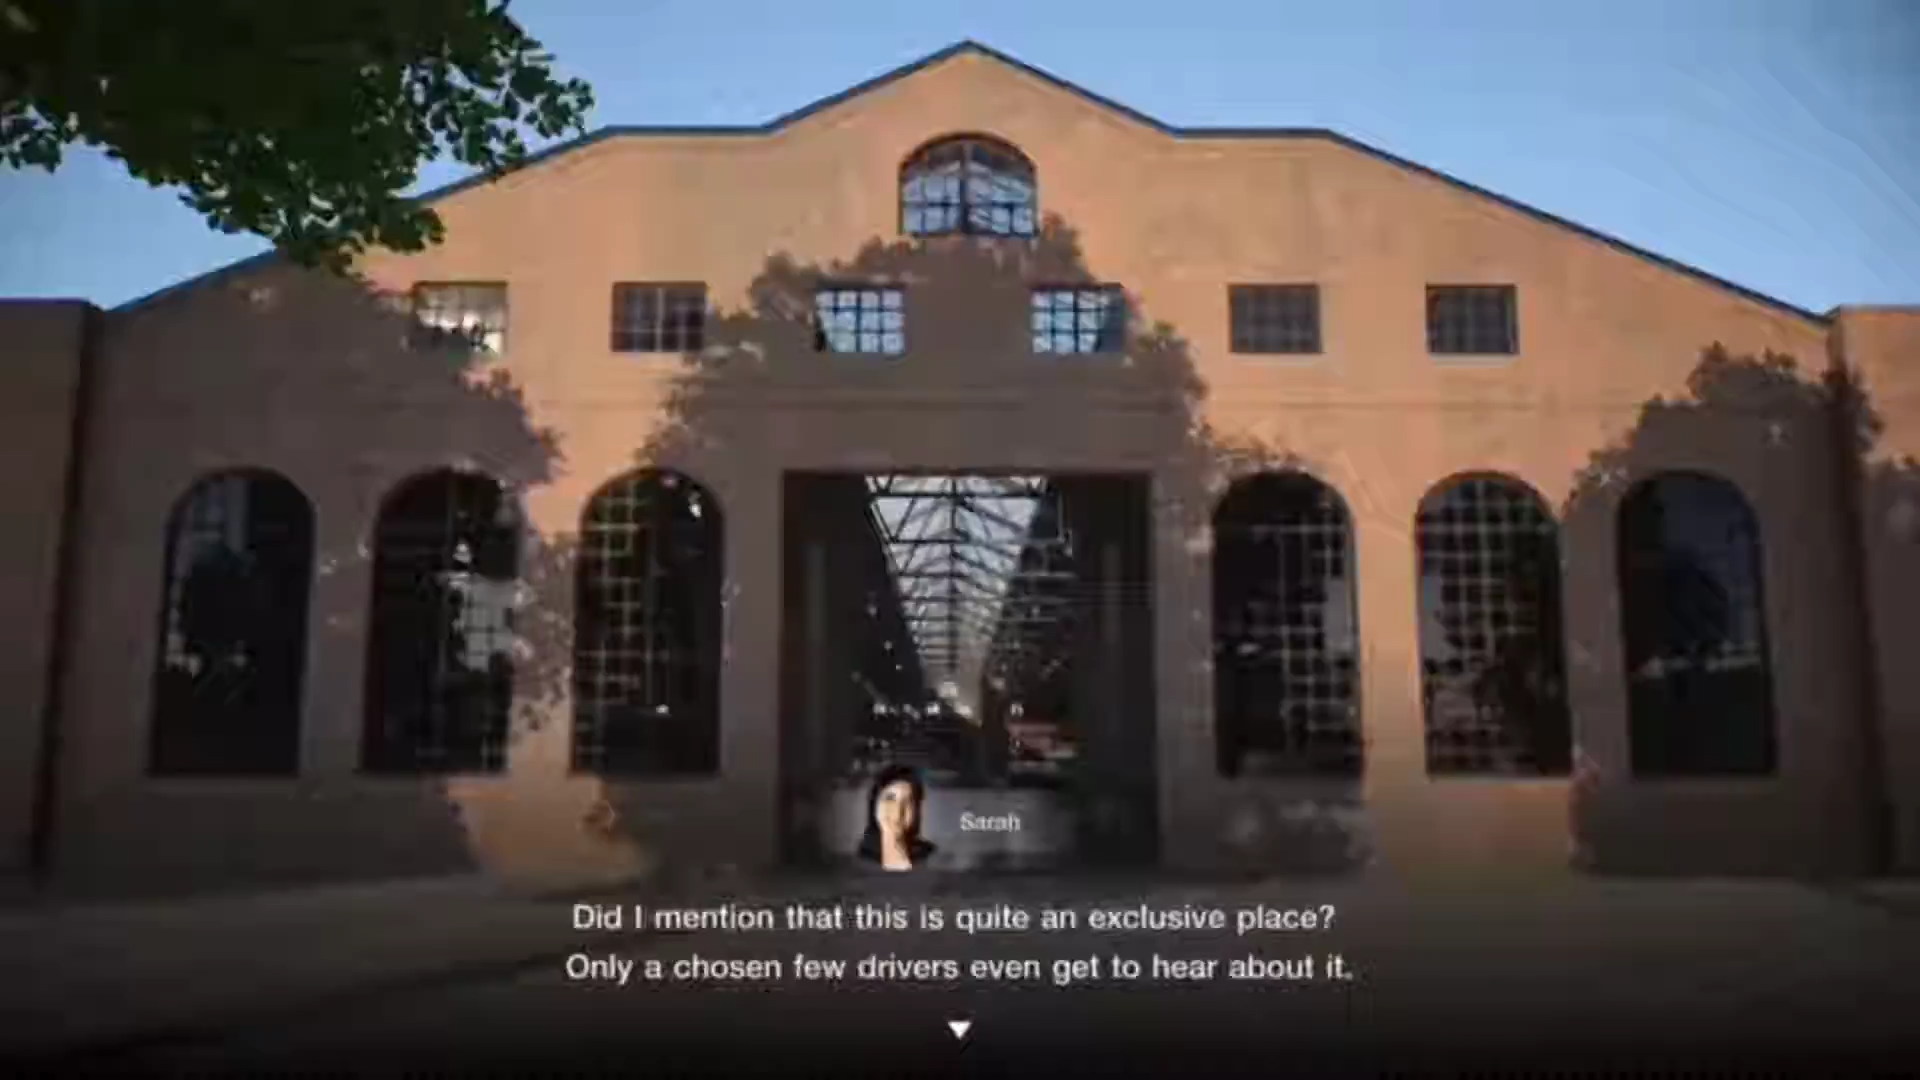 Sarah
Did I mention that this is quite an exclusive place?
Only a chosen few drivers even get to hear about it.